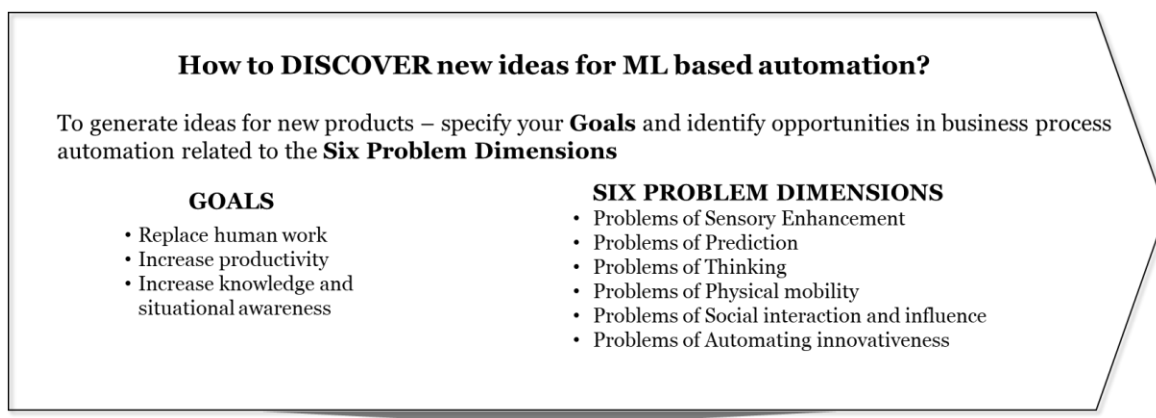 How to DISCOVER new ideas for ML based automation?
To generate ideas for new products – specify your Goals and identify opportunities in business process
automation related to the Six Problem Dimensions
GOALS
• Replace human work
• Increase productivity
• Increase knowledge and
situational awareness
SIX PROBLEM DIMENSIONS
• Problems of Sensory Enhancement
• Problems of Prediction
• Problems of Thinking
• Problems of Physical mobility
• Problems of Social interaction and influence
• Problems of Automating innovativeness